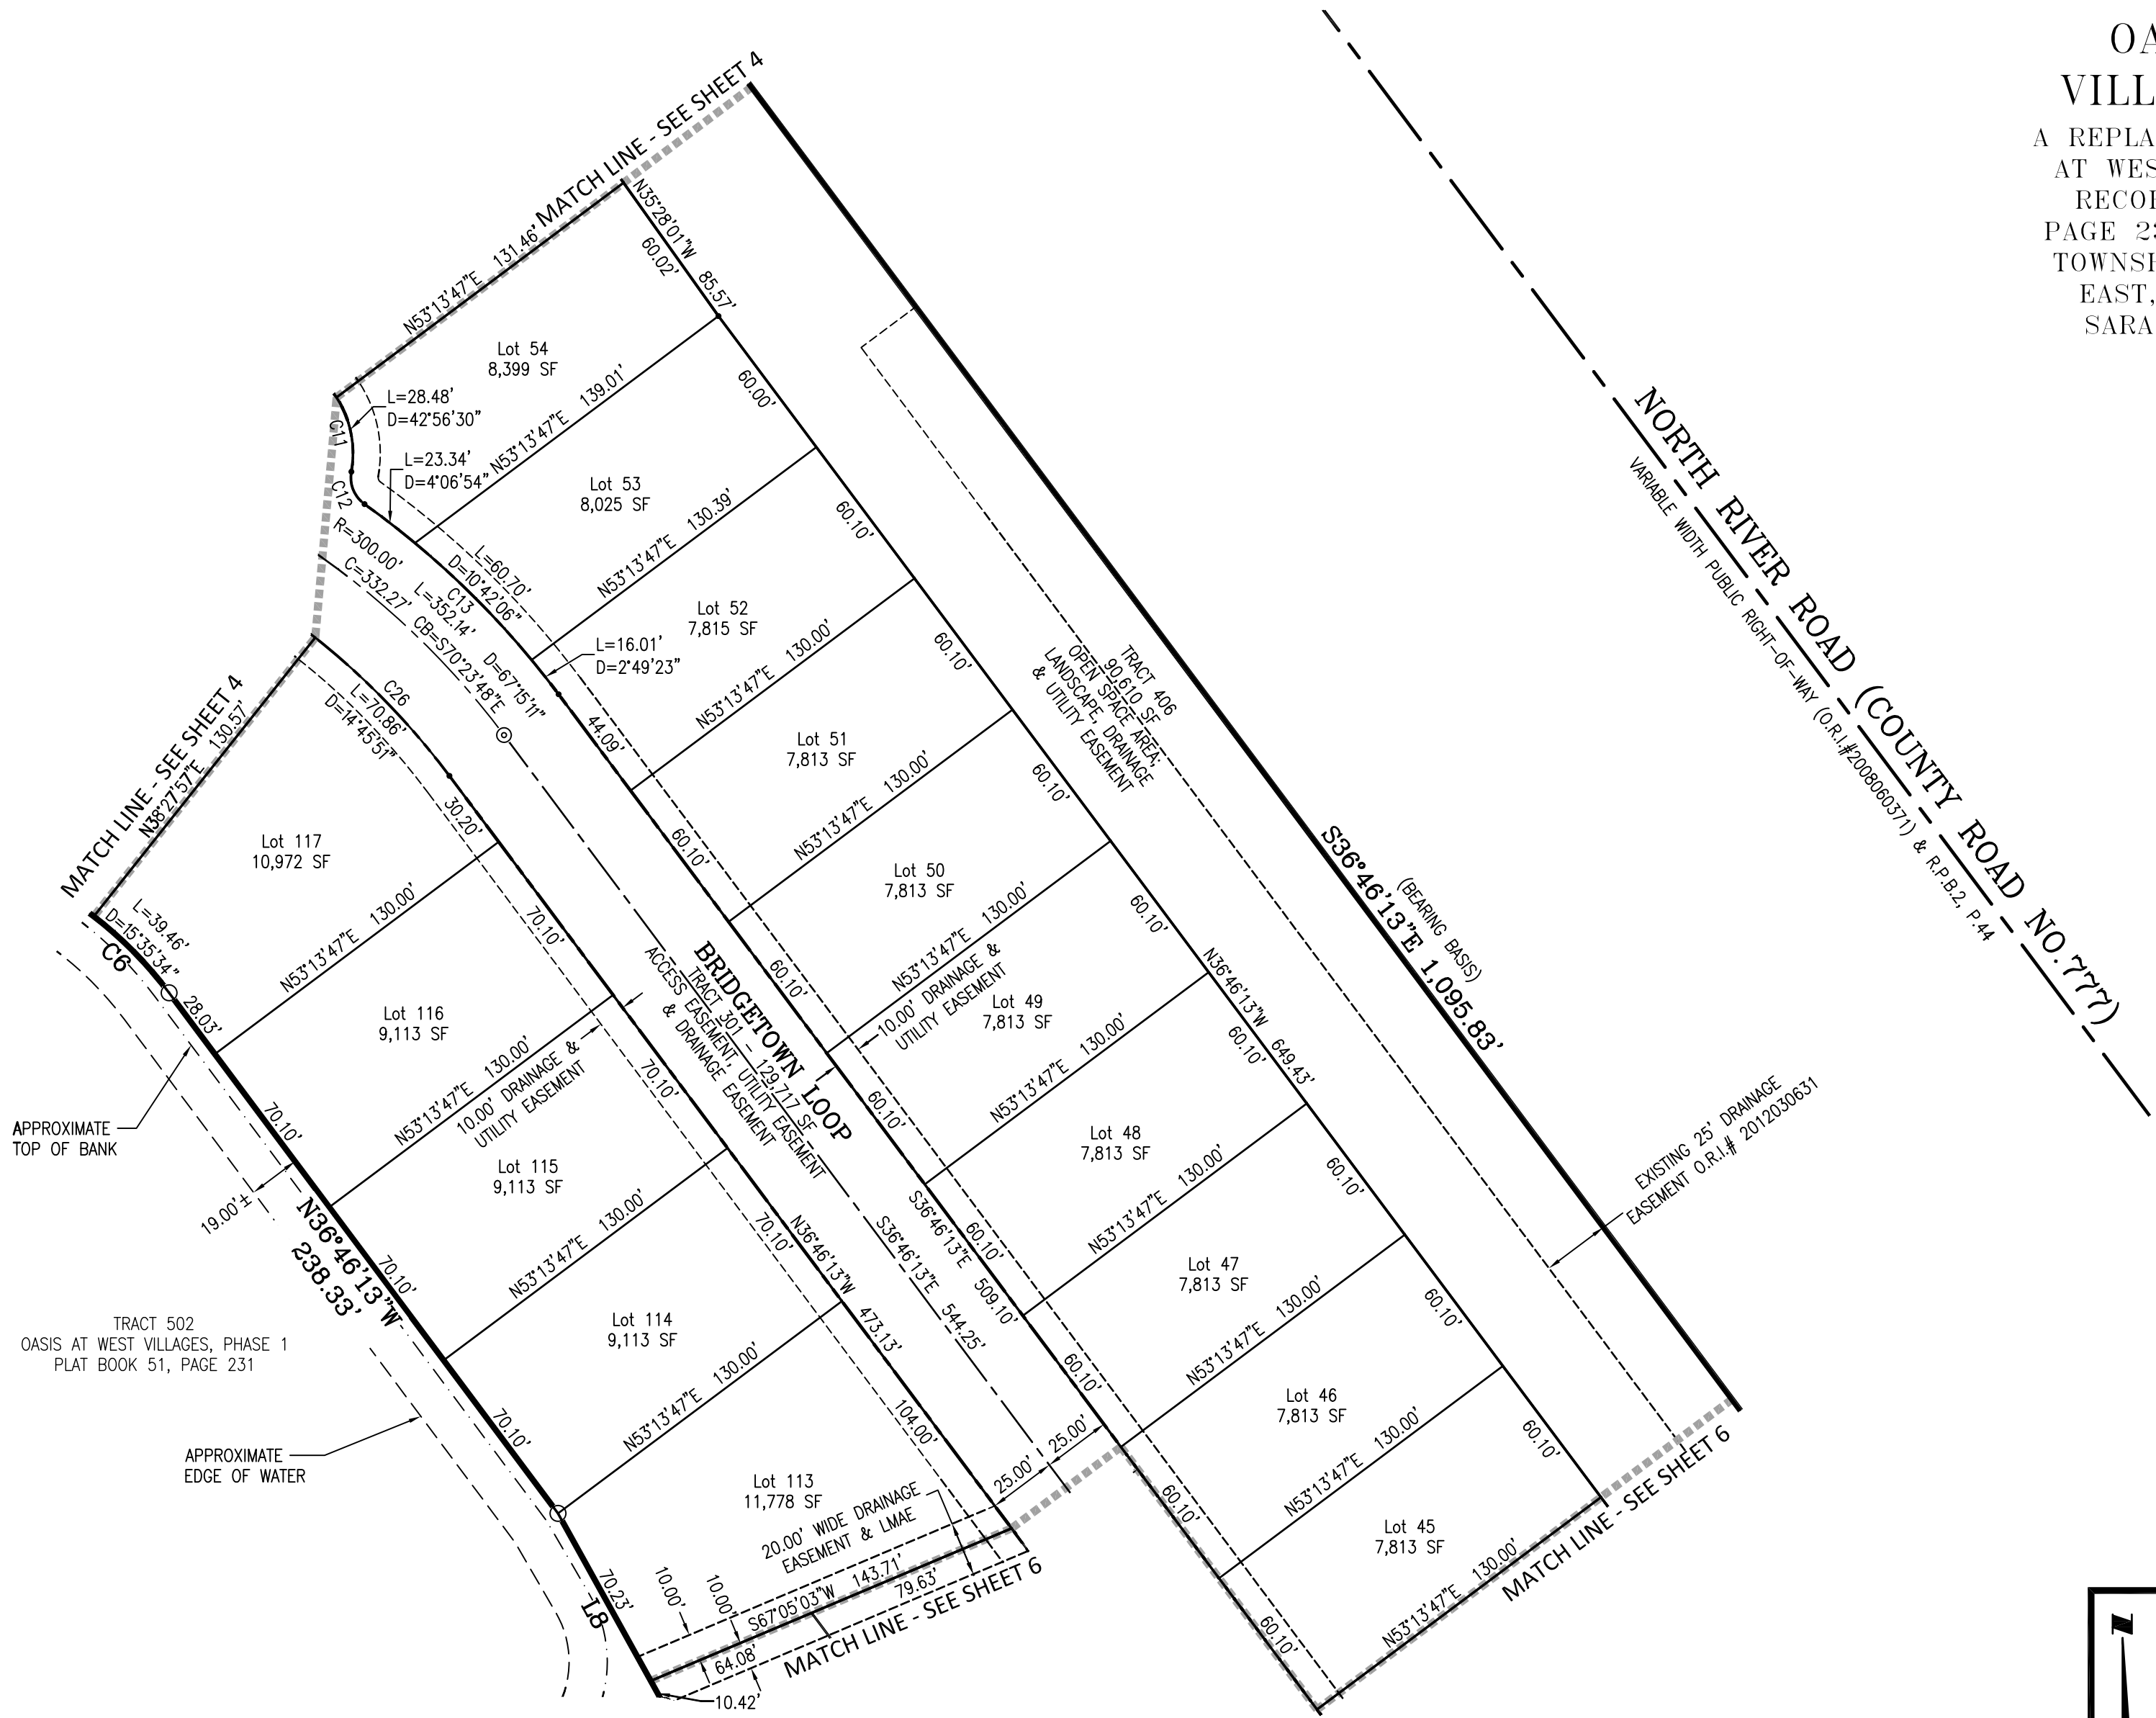 OA
VILL
A REPLA
AT WES
RECOR
PAGE 23
TOWNSH
EAST,
SARA
MATCH LINE - SEE SHEET 4
N53°13'47"E 131.46'
N35°28'01"W 85.57'
60.02'
Lot 54
8,399 SF
L=28.48'
D=42°56'30"
C11
L=23.34'
D=4°06'54"
C12
N53°13'47"E 139.01'
60.00'
Lot 53
8,025 SF
N53°13'47"E 130.39'
60.10'
R=300.00'
C=332.27'
C13
L=352.14'
CB=S70°23'48"E
D=67°15'11"
L=60.70'
D=10°42'06"
Lot 52
7,815 SF
L=16.01'
D=2°49'23"
44.09'
N53°13'47"E 130.00'
60.10'
Lot 51
7,813 SF
60.10'
N53°13'47"E 130.00'
60.10'
Lot 50
7,813 SF
60.10'
N53°13'47"E 130.00'
60.10'
10.00' DRAINAGE &
UTILITY EASEMENT
Lot 49
7,813 SF
60.10'
N53°13'47"E 130.00'
N36°46'13"W 649.43'
60.10'
Lot 48
7,813 SF
S36°46'13"E 509.10'
60.10'
N53°13'47"E 130.00'
60.10'
Lot 47
7,813 SF
60.10'
N53°13'47"E 130.00'
60.10'
Lot 46
7,813 SF
60.10'
N53°13'47"E 130.00'
60.10'
Lot 45
7,813 SF
60.10'
N53°13'47"E 130.00'
MATCH LINE - SEE SHEET 6
TRACT 406
90,610 SF
OPEN SPACE AREA;
LANDSCAPE, DRAINAGE
& UTILITY EASEMENT
S36°46'13"E 1,095.83'
(BEARING BASIS)
NORTH RIVER ROAD (COUNTY ROAD NO.777)
VARIABLE WIDTH PUBLIC RIGHT-OF-WAY (O.R.I.#2008060371) & R.P.B.2, P.44
EXISTING 25' DRAINAGE
EASEMENT O.R.I.# 2012030631
BRIDGETOWN LOOP
TRACT 301 - 129,717 SF
ACCESS EASEMENT, UTILITY EASEMENT
& DRAINAGE EASEMENT
S36°46'13"E 544.25'
25.00'
25.00'
MATCH LINE - SEE SHEET 4
N38°27'57"E 130.57'
C26
L=70.86'
D=14°45'51"
30.20'
Lot 117
10,972 SF
L=39.46'
D=15°35'34"
C6
28.03'
N53°13'47"E 130.00'
70.10'
Lot 116
9,113 SF
70.10'
N53°13'47"E 130.00'
10.00' DRAINAGE &
UTILITY EASEMENT
70.10'
Lot 115
9,113 SF
70.10'
N53°13'47"E 130.00'
70.10'
N36°46'13"W 473.13'
Lot 114
9,113 SF
70.10'
N53°13'47"E 130.00'
104.00'
Lot 113
11,778 SF
20.00' WIDE DRAINAGE
EASEMENT & LMAE
70.23'
L8
10.00'
10.00'
S67°05'03"W 143.71'
79.63'
64.08'
10.42'
MATCH LINE - SEE SHEET 6
APPROXIMATE
TOP OF BANK
19.00'±
N36°46'13"W
238.33'
TRACT 502
OASIS AT WEST VILLAGES, PHASE 1
PLAT BOOK 51, PAGE 231
APPROXIMATE
EDGE OF WATER